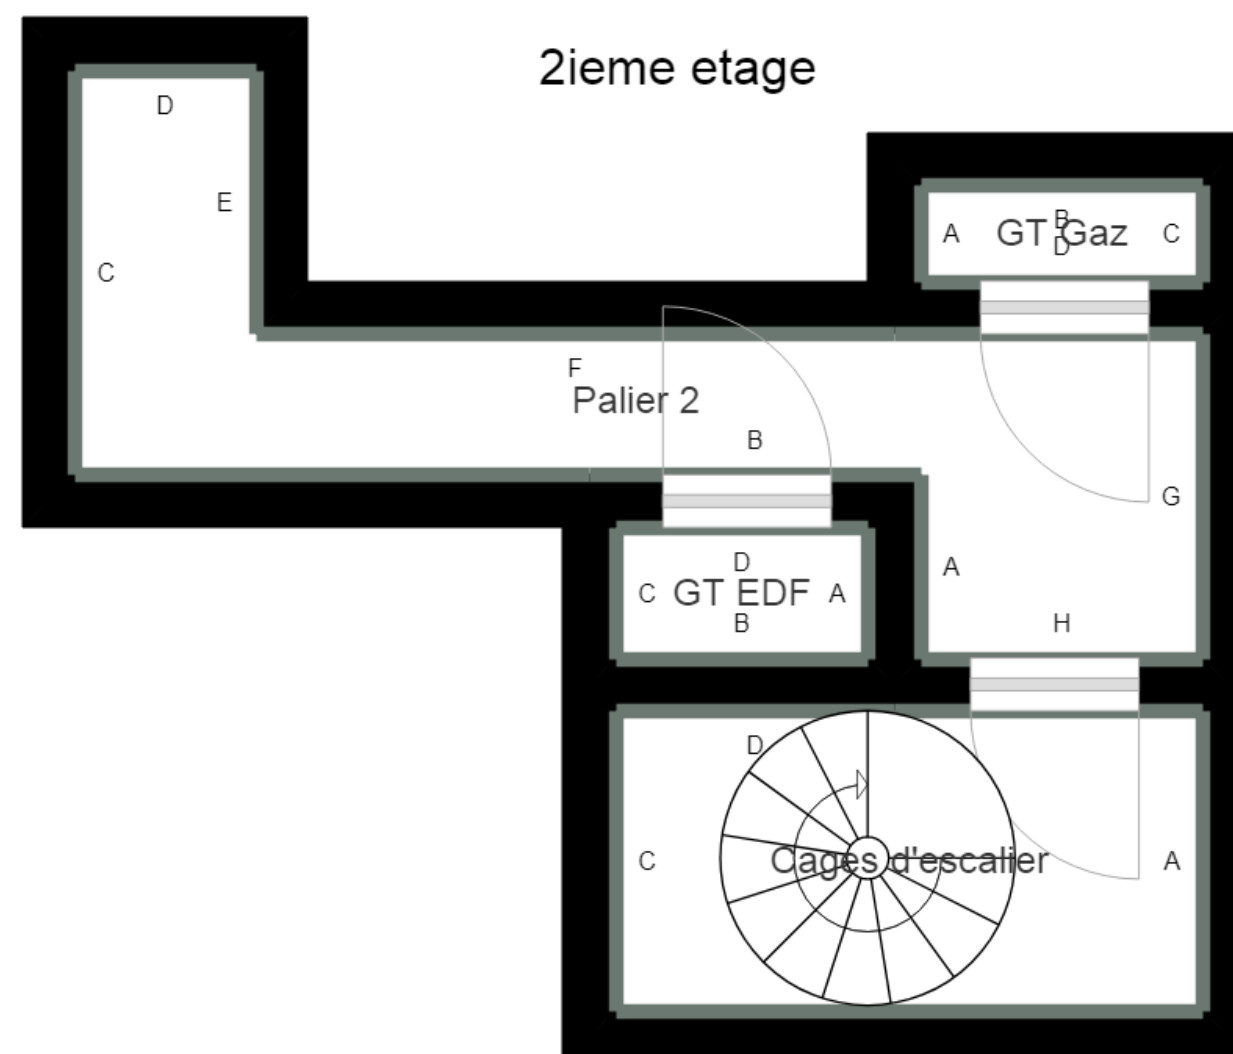 2ieme etage
D
E
C
A
B
GT Gaz
D
C
F
Palier 2
B
G
A
H
D
C
GT EDF
A
B
D
C
Cages d'escalier
A